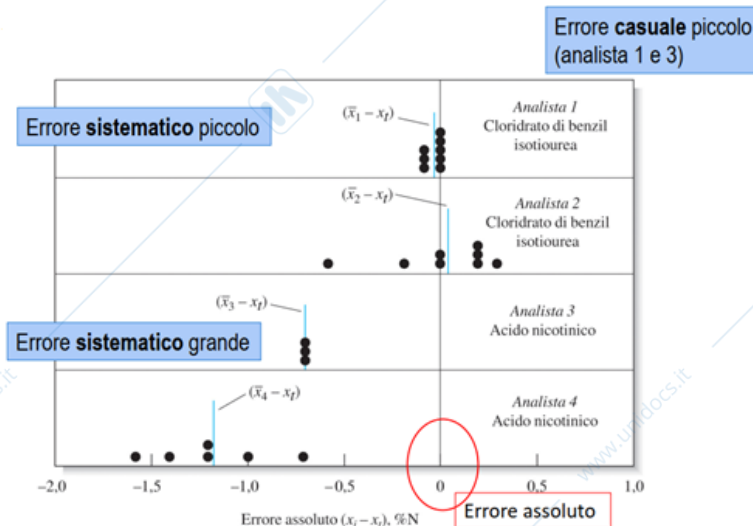 Errore casuale piccolo
(analista 1 e 3)
Errore sistematico piccolo
(x̄₁ – xₜ)
Analista 1
Cloridrato di benzil
isotiourea
(x̄₂ – xₜ)
Analista 2
Cloridrato di benzil
isotiourea
Errore sistematico grande
(x̄₃ – xₜ)
Analista 3
Acido nicotinico
(x̄₄ – xₜ)
Analista 4
Acido nicotinico
–2,0 –1,5 –1,0 –0,5 0 0,5 1,0
Errore assoluto (xᵢ – xₜ), %N
Errore assoluto
www.unidocs.it